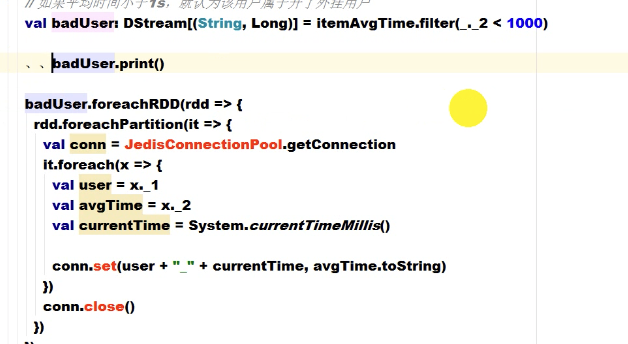 // 如果平均时间小于1s，就认为该用户属于开了外挂用户
val badUser: DStream[(String, Long)] = itemAvgTime.filter(_._2 < 1000)
、、badUser.print()
badUser.foreachRDD(rdd => {
rdd.foreachPartition(it => {
val conn = JedisConnectionPool.getConnection
it.foreach(x => {
val user = x._1
val avgTime = x._2
val currentTime = System.currentTimeMillis()
conn.set(user + "_" + currentTime, avgTime.toString)
})
conn.close()
})